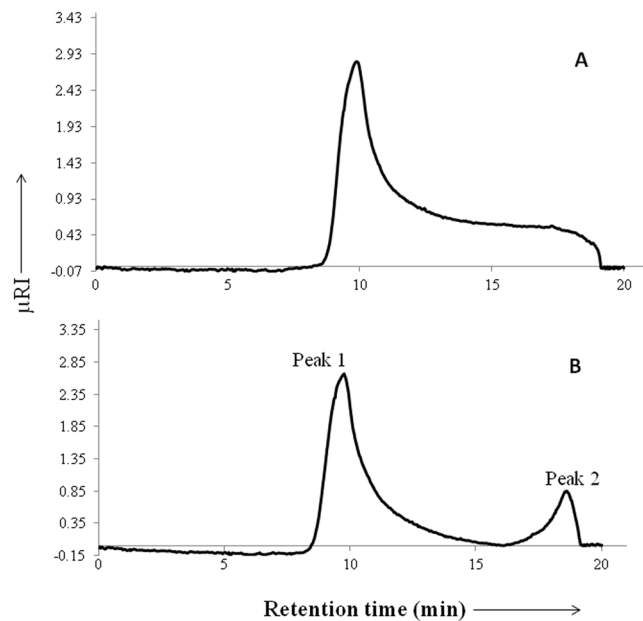 3.43
2.93
2.43
1.93
1.43
0.93
0.43
-0.07
A
0 5 10 15 20
μRI
3.35
2.85
2.35
1.85
1.35
0.85
0.35
-0.15
Peak 1
B
Peak 2
0 5 10 15 20
Retention time (min)